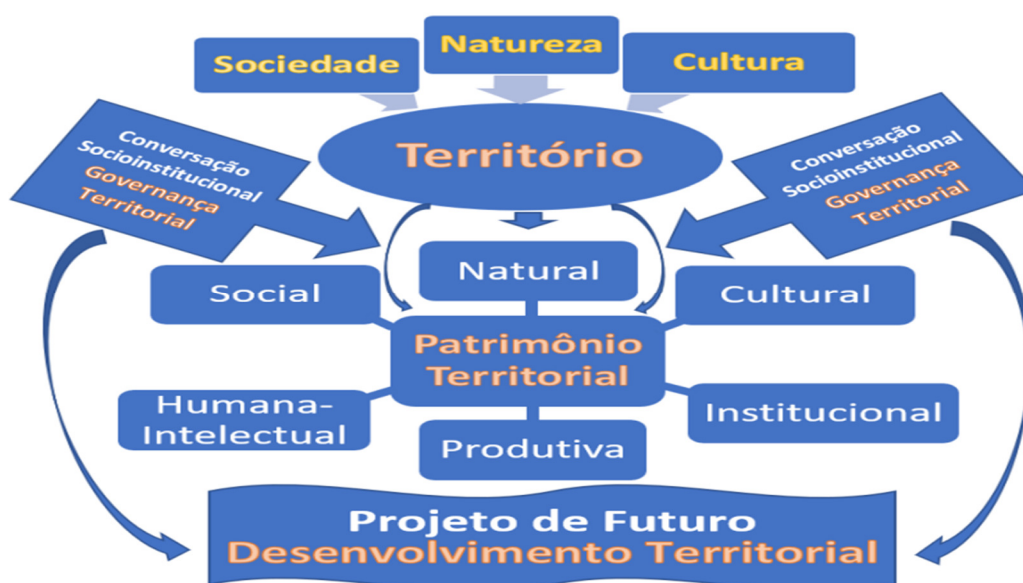 Sociedade
Natureza
Cultura
Território
Conversação
Socioinstitucional
Governança
Territorial
Conversação
Socioinstitucional
Governança
Territorial
Social
Natural
Cultural
Patrimônio
Territorial
Humana-
Intelectual
Produtiva
Institucional
Projeto de Futuro
Desenvolvimento Territorial